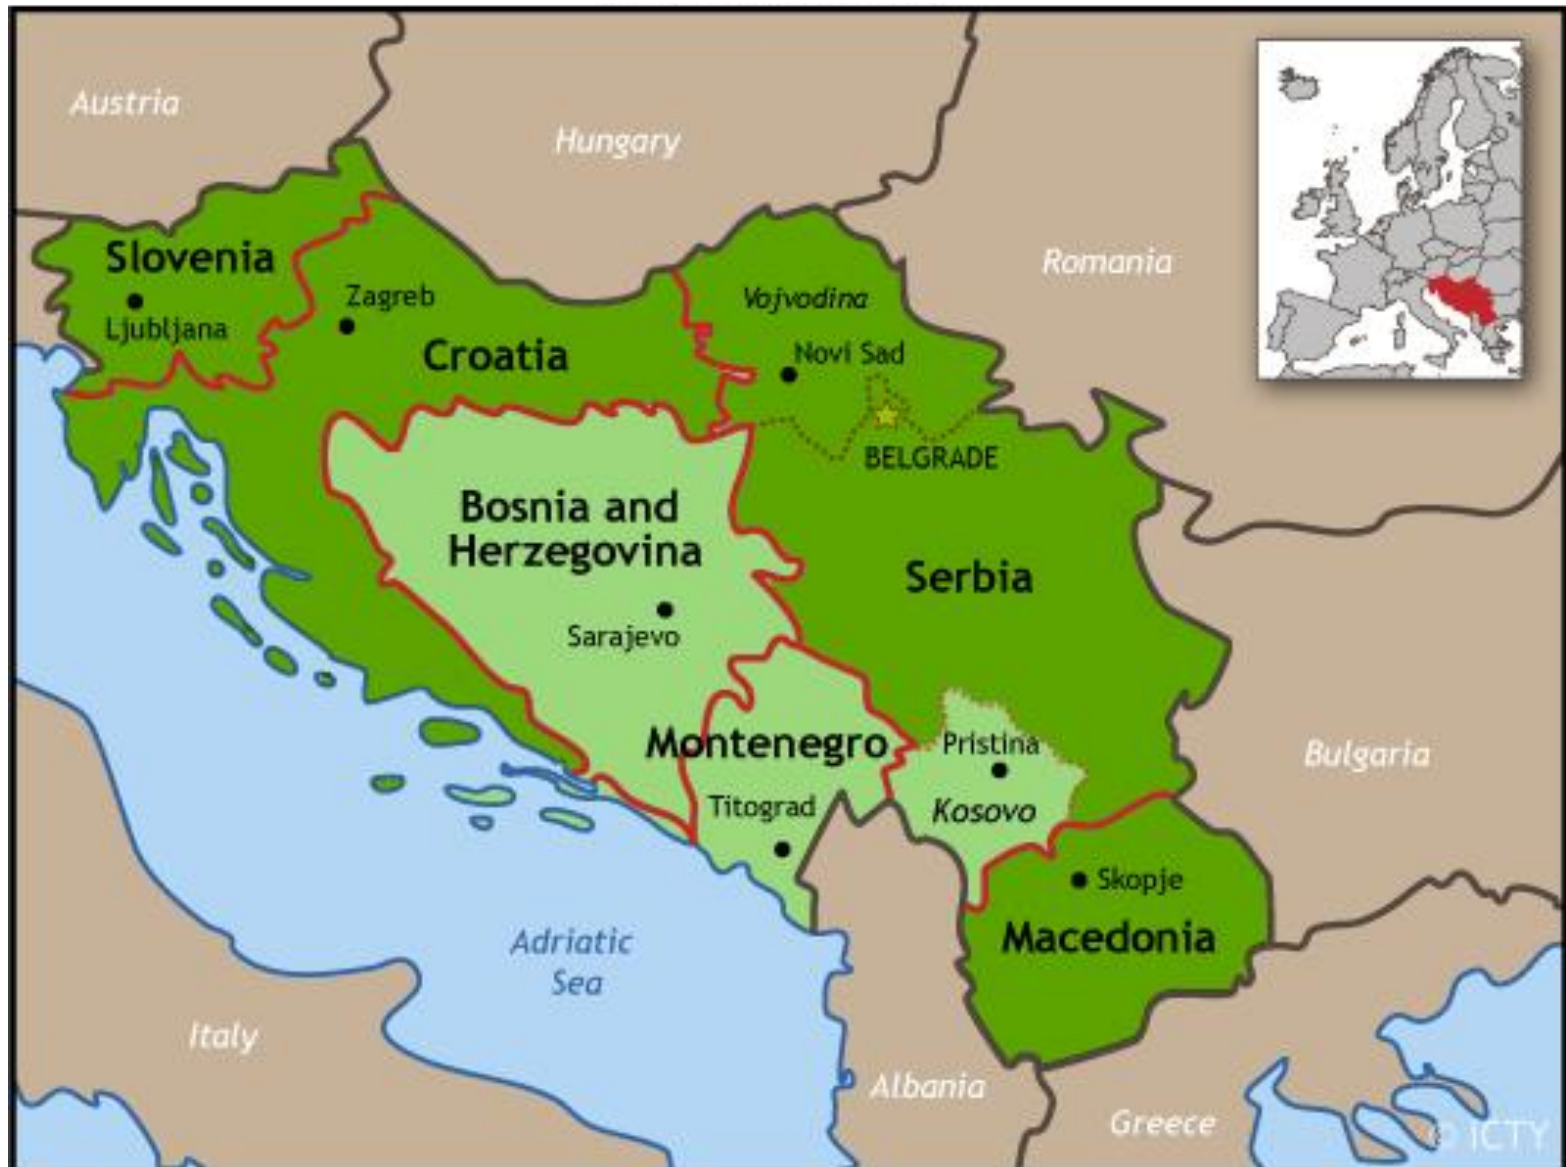 Austria
Hungary
Romania
Slovenia
Ljubljana
Zagreb
Croatia
Vojvodina
Novi Sad
BELGRADE
Bosnia and
Herzegovina
Sarajevo
Serbia
Montenegro
Titograd
Pristina
Kosovo
Bulgaria
Skopje
Macedonia
Adriatic
Sea
Italy
Albania
Greece
© ICTY